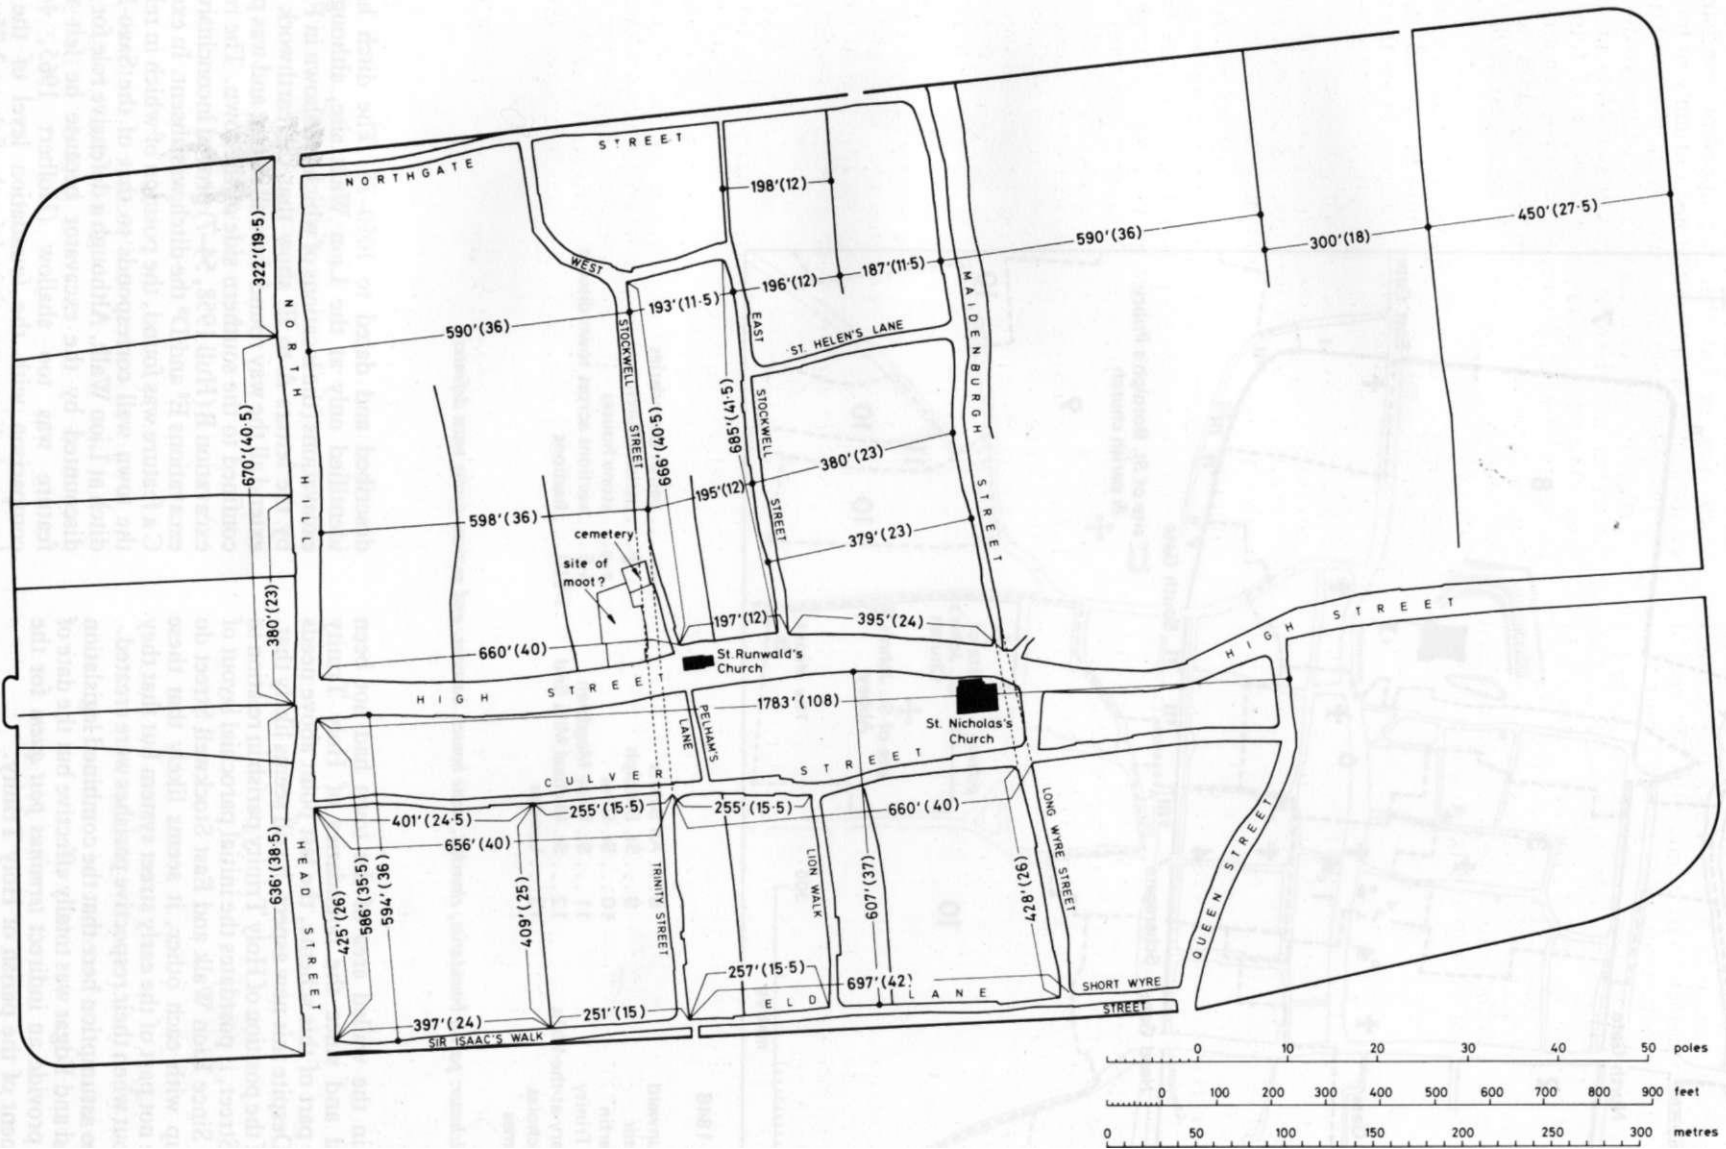 NORTHGATE STREET
198'(12)
450'(27·5)
590'(36)
300'(18)
322'(19·5)
NORTH HILL
WEST STOCKWELL STREET
193'(11·5)
196'(12)
187'(11·5)
590'(36)
EAST STOCKWELL STREET
ST. HELEN'S LANE
MAIDENBURGH STREET
670'(40·5)
666'(40·5)
685'(41·5)
380'(23)
195'(12)
598'(36)
379'(23)
cemetery
site of
moot?
380'(23)
197'(12)
395'(24)
660'(40)
St.Runwald's
Church
HIGH STREET
HIGH STREET
1783'(108)
PELHAM'S
LANE
St. Nicholas's
Church
CULVER STREET
255'(15·5)
255'(15·5)
660'(40)
401'(24·5)
656'(40)
636'(38·5)
HEAD STREET
425'(26)
586'(35·5)
594'(36)
409'(25)
TRINITY STREET
LION WALK
607'(37)
428'(26)
LONG WYRE STREET
QUEEN STREET
257'(15·5)
697'(42)
ELD LANE
SHORT WYRE
STREET
397'(24)
251'(15)
SIR ISAAC'S WALK
0 10 20 30 40 50 poles
0 100 200 300 400 500 600 700 800 900 feet
0 50 100 150 200 250 300 metres